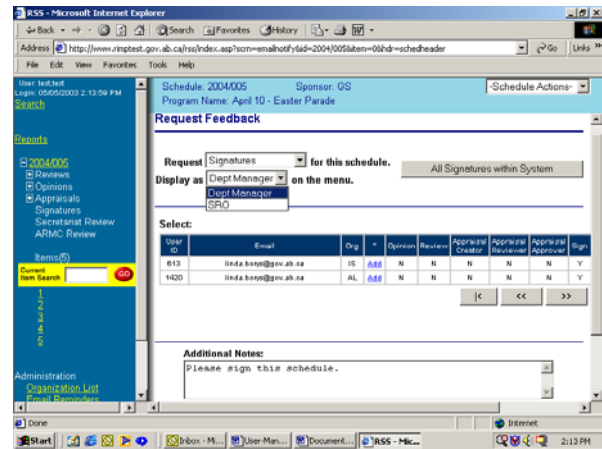 RSS - Microsoft Internet Explorer
Back Search Favorites History
Address http://www.rimptest.gov.ab.ca/rss/index.asp?scrn=emailnotify&id=2004/005&item=0&hdr=schedheader Go Links »
File Edit View Favorites Tools Help
User: test,test
Login: 05/05/2003 2:13:59 PM
Search
Reports
2004/005
Reviews
Opinions
Appraisals
Signatures
Secretariat Review
ARMC Review
Items(5)
Current
Item Search GO
1
2
3
4
5
Administration
Organization List
Email Reminders
Schedule: 2004/005 Sponsor: GS
-Schedule Actions-
Program Name: April 10 - Easter Parade
Request Feedback
Request Signatures for this schedule.
All Signatures within System
Display as Dept Manager on the menu.
Dept Manager
SRO
Select:
User ID Email Org * Opinion Review Appraisal Creator Appraisal Reviewer Appraisal Approver Sign
613 linda.borys@gov.ab.ca IS Add N N N N N Y
1420 linda.borys@gov.ab.ca AL Add N N N N N Y
|< << >>
Additional Notes:
Please sign this schedule.
Done Internet
Start Inbox - M... User-Man... Document... RSS - Mic... 2:13 PM